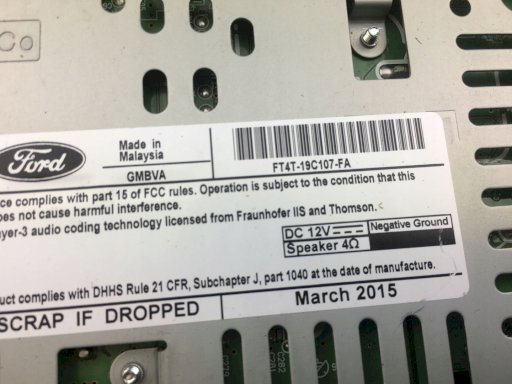 Co
Ford
Made in
Malaysia
GMBVA
FT4T-19C107-FA
ce complies with part 15 of FCC rules. Operation is subject to the condition that this
oes not cause harmful interference.
yer-3 audio coding technology licensed from Fraunhofer IIS and Thomson.
DC 12V
Negative Ground
Speaker 4Ω
uct complies with DHHS Rule 21 CFR, Subchapter J, part 1040 at the date of manufacture.
SCRAP IF DROPPED
March 2015
C282
C281